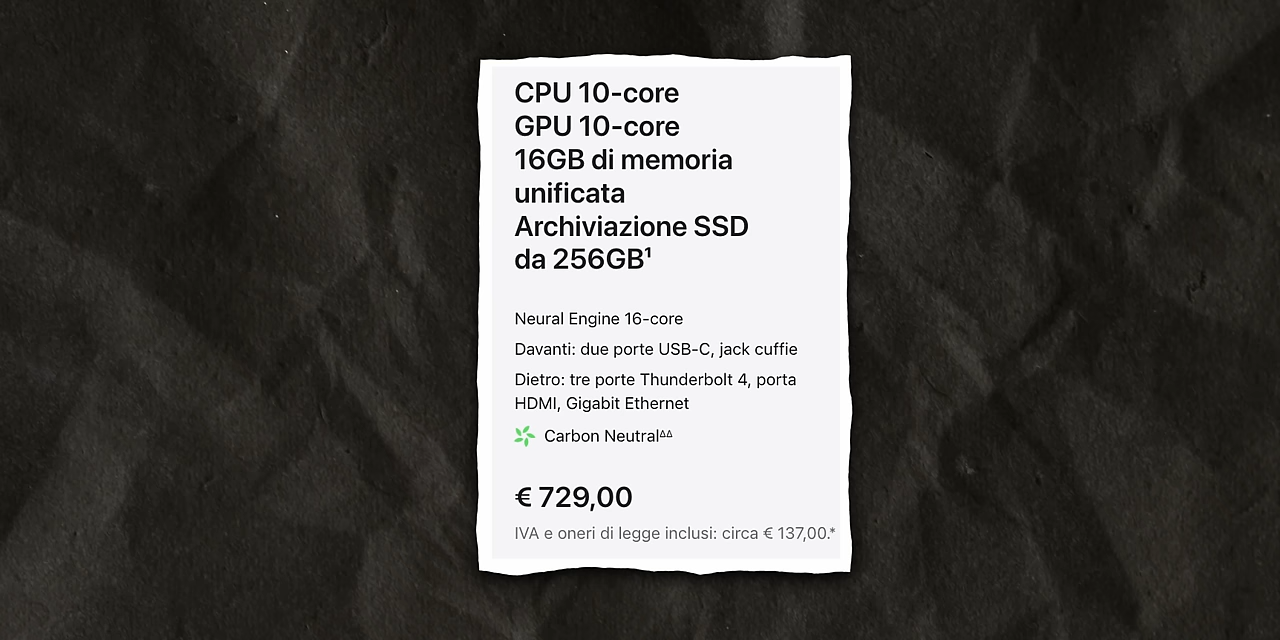 CPU 10-core
GPU 10-core
16GB di memoria
unificata
Archiviazione SSD
da 256GB¹
Neural Engine 16-core
Davanti: due porte USB-C, jack cuffie
Dietro: tre porte Thunderbolt 4, porta
HDMI, Gigabit Ethernet
Carbon Neutral∆∆
€ 729,00
IVA e oneri di legge inclusi: circa € 137,00.*